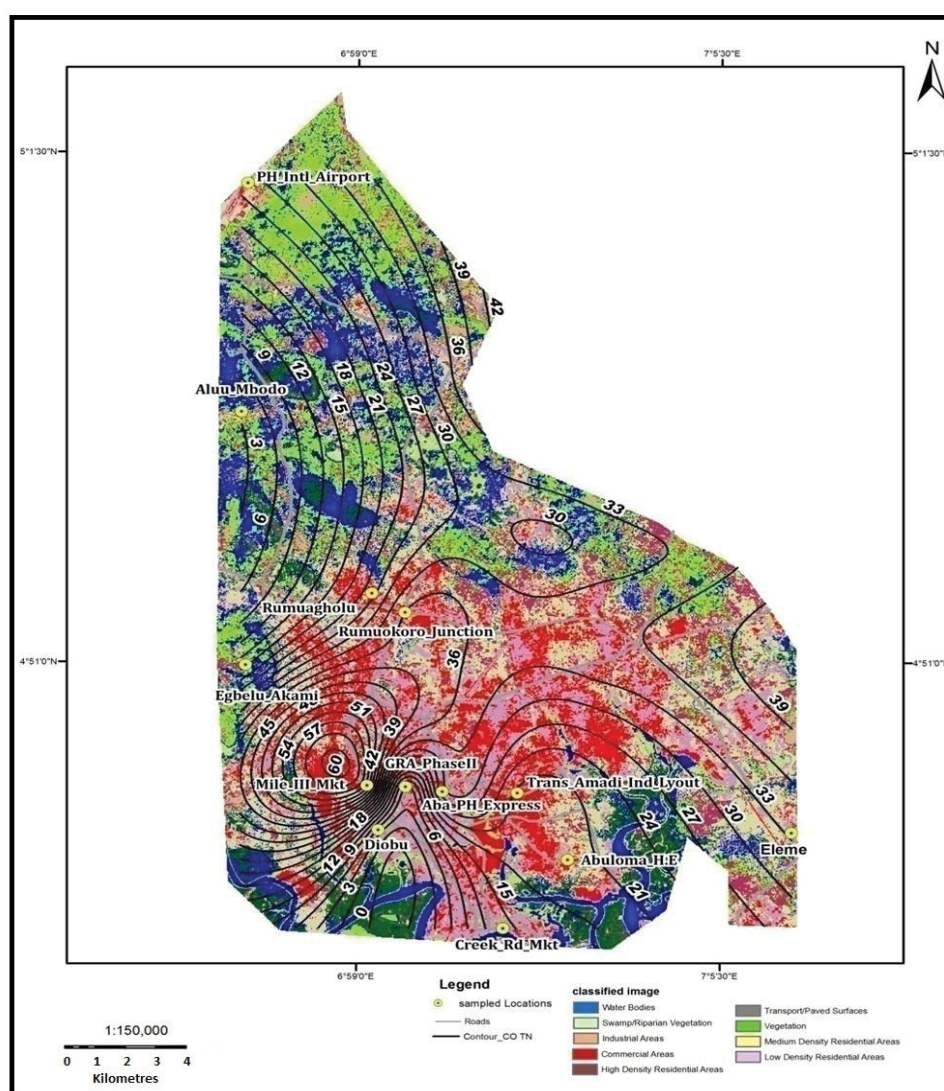 6°59'0"E
7°5'30"E
N
5°1'30"N
5°1'30"N
PH_Intl_Airport
39
42
36
9
12
18
24
15
21
27
30
Aluu_Mbodo
3
6
33
30
Rumuagholu
Rumuokoro_Junction
36
4°51'0"N
4°51'0"N
Egbelu_Akami
45
51
57
39
54
60
42
39
GRA_PhaseII
Mile_III_Mkt
Trans_Amadi_Ind_Lyout
Aba_PH_Express
33
18
24
27
30
Diobu
6
Eleme
9
12
Abuloma_H.E
3
15
21
0
Creek_Rd_Mkt
6°59'0"E
7°5'30"E
Legend
sampled Locations
Roads
Contour_CO TN
classified image
Water Bodies
Swamp/Riparian Vegetation
Industrial Areas
Commercial Areas
High Density Residential Areas
Transport/Paved Surfaces
Vegetation
Medium Density Residential Areas
Low Density Residential Areas
1:150,000
0 1 2 3 4
Kilometres